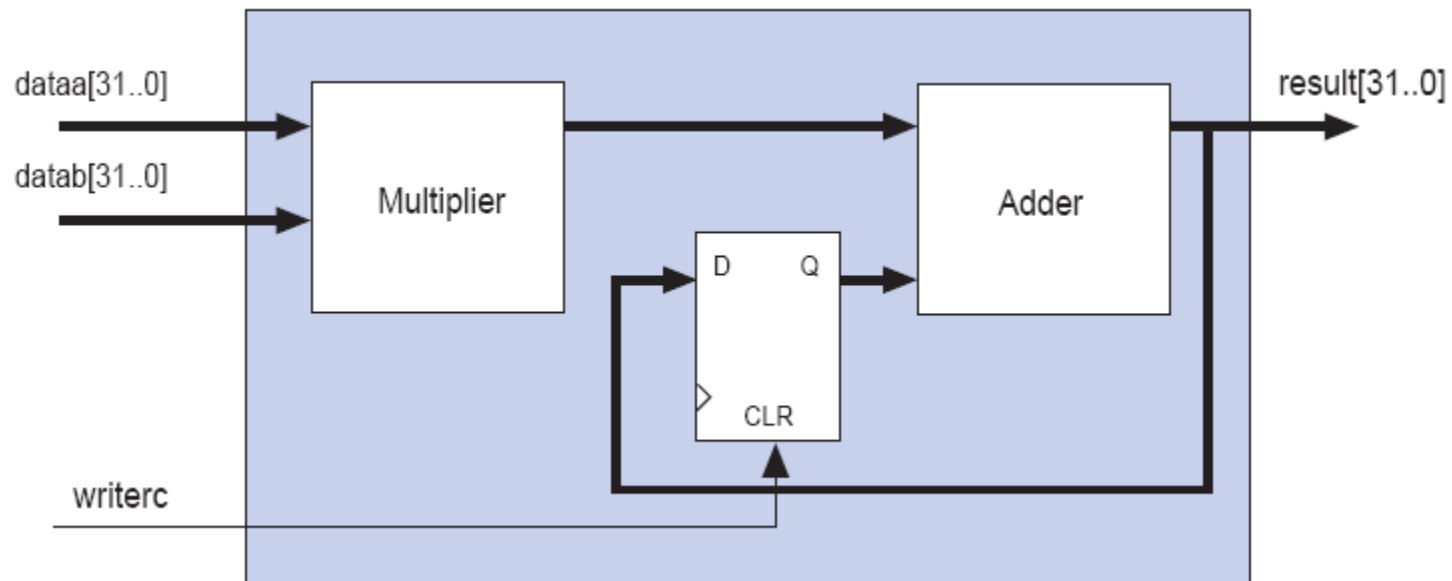 dataa[31..0]
result[31..0]
datab[31..0]
Multiplier
Adder
D Q
CLR
writerc